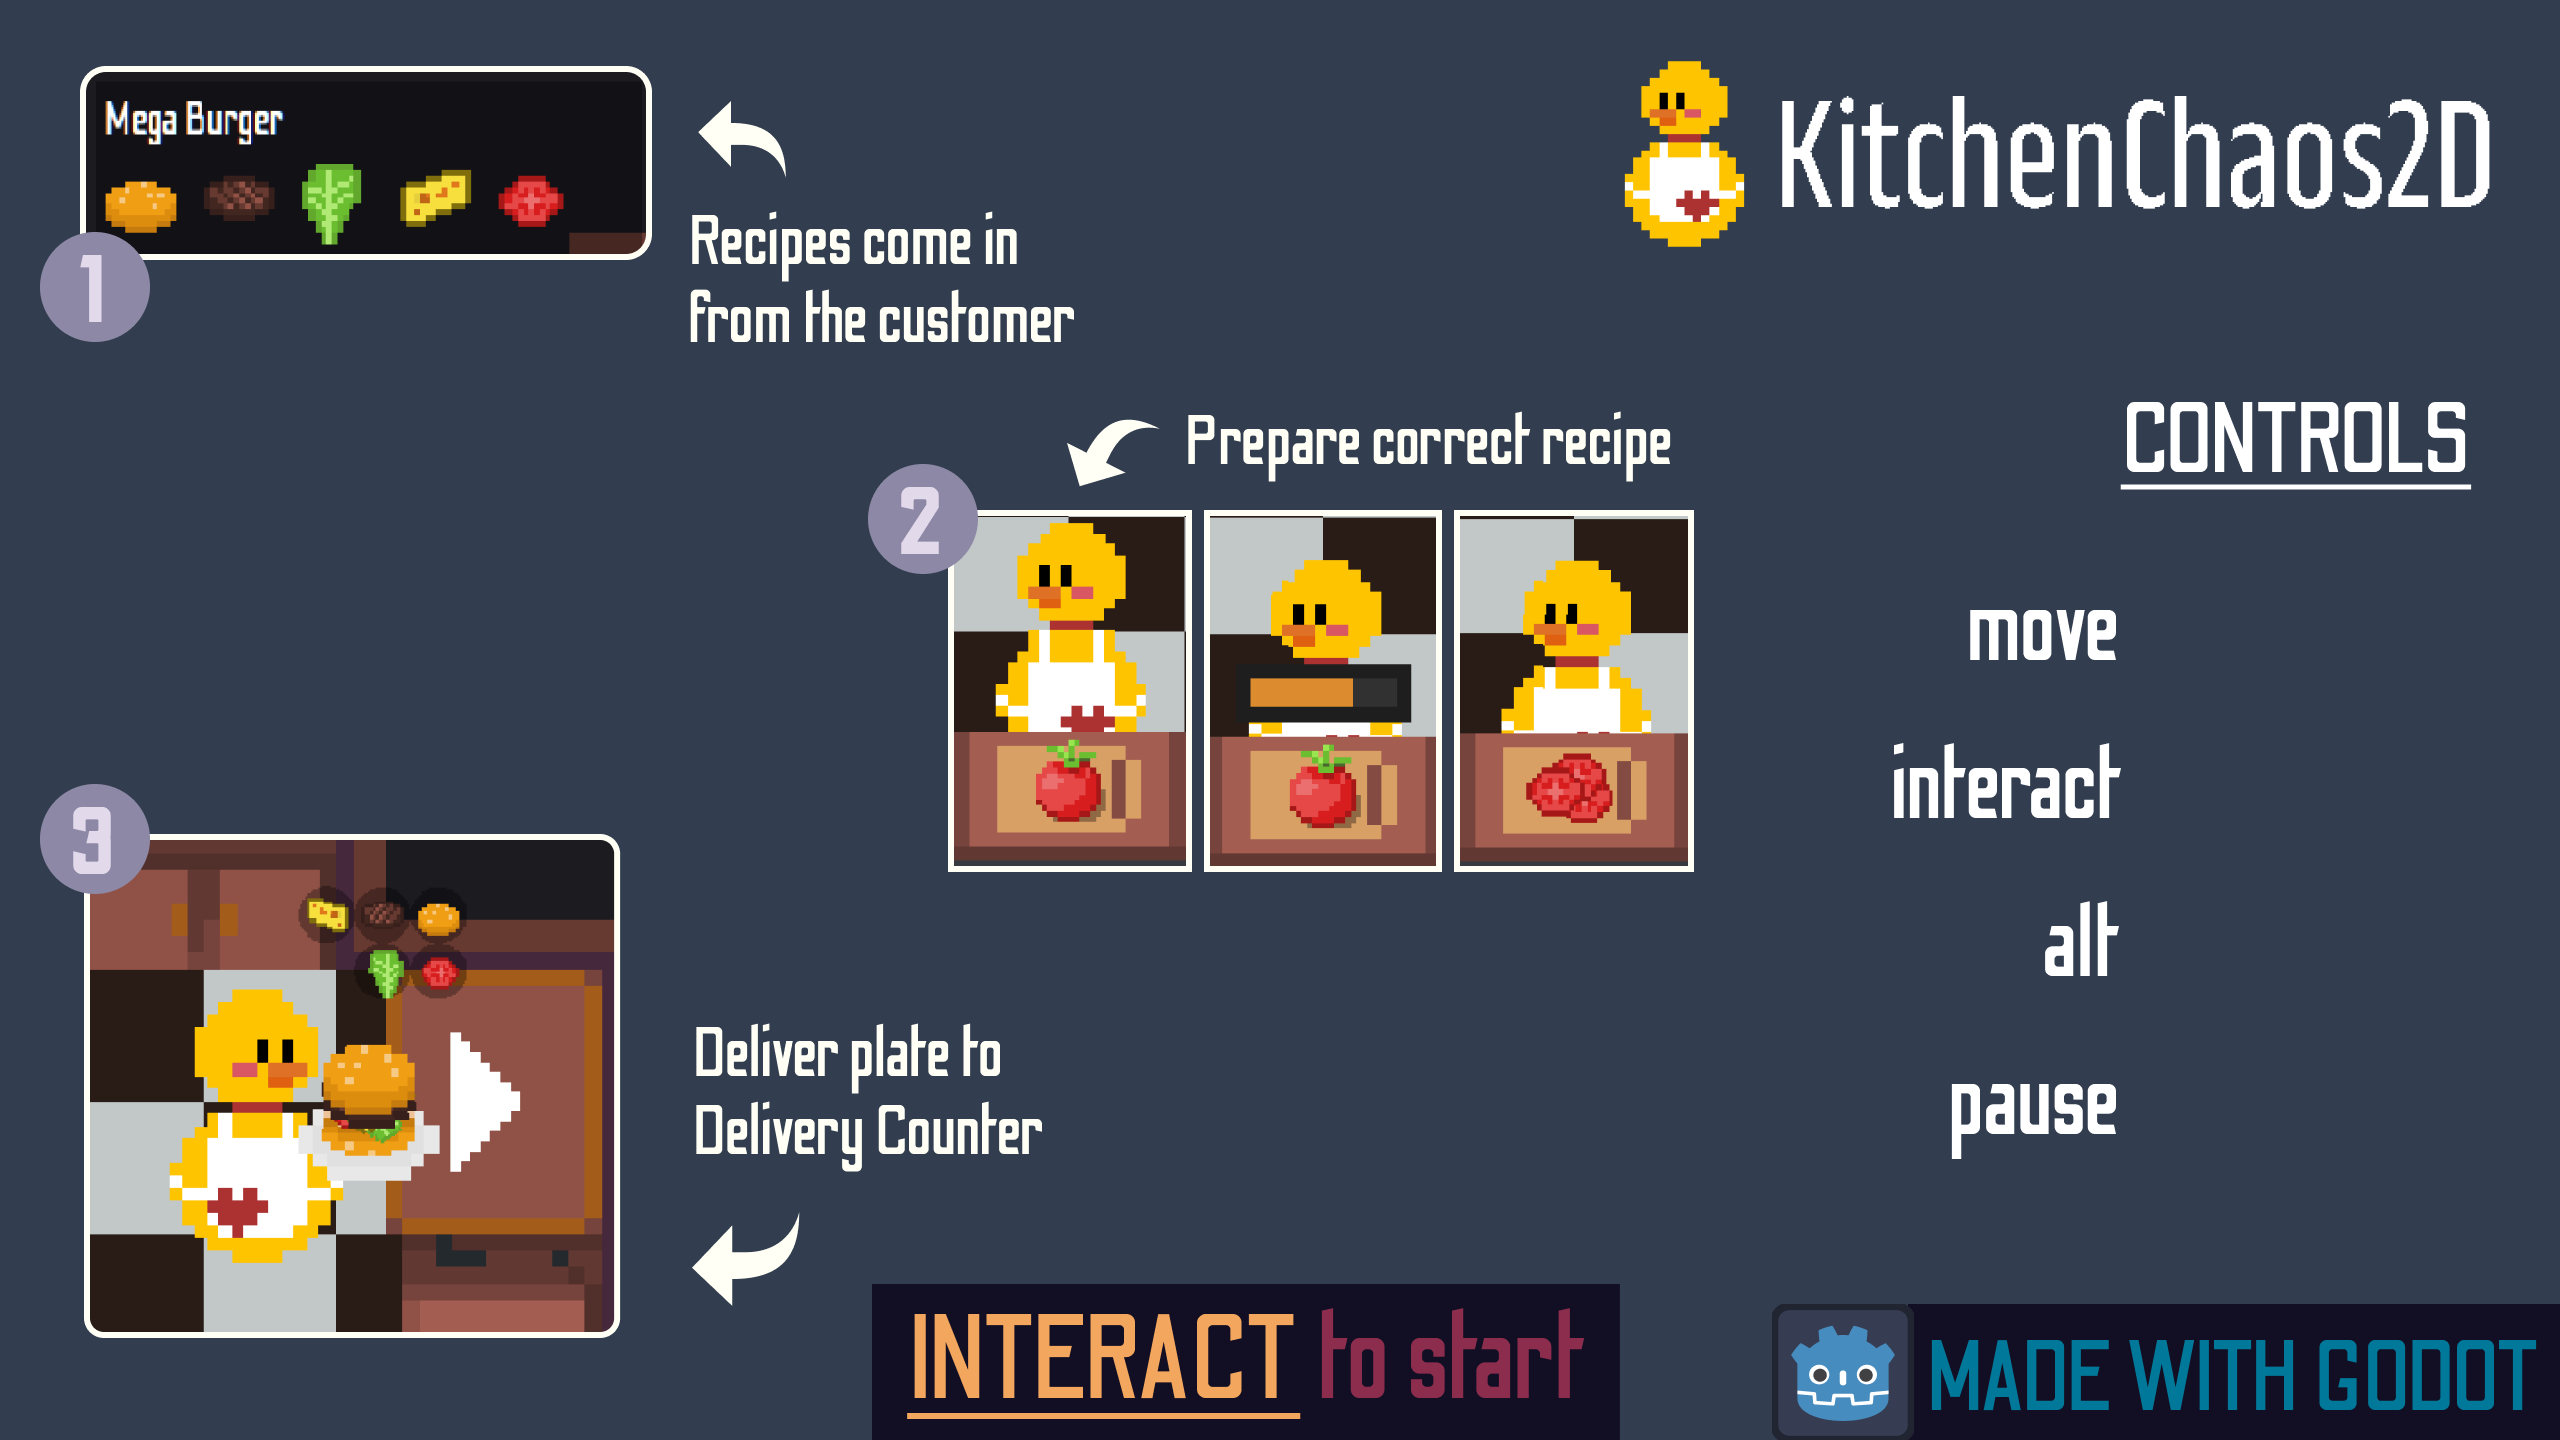 Mega Burger
1
Recipes come in
from the customer
KitchenChaos2D
Prepare correct recipe
2
CONTROLS
move
interact
alt
pause
3
Deliver plate to
Delivery Counter
INTERACT to start
MADE WITH GODOT